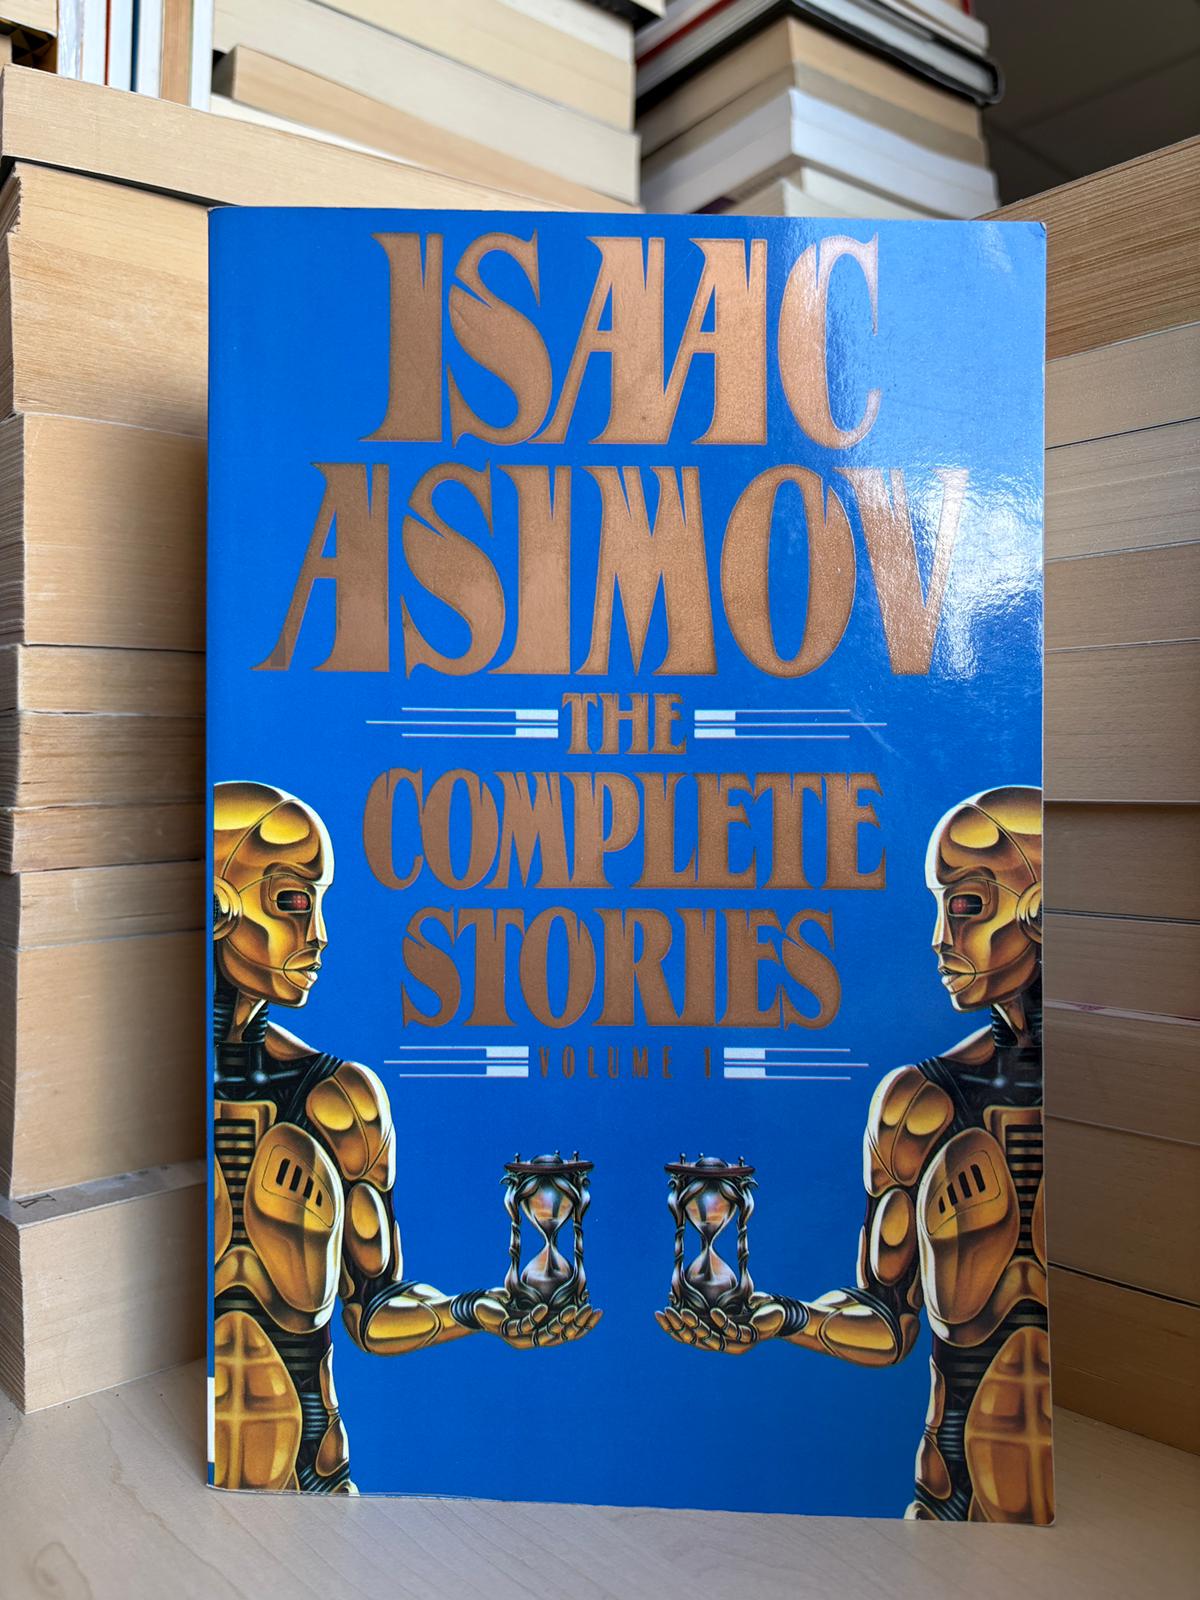 ISAAC
ASIMOV
THE
COMPLETE
STORIES
VOLUME 1